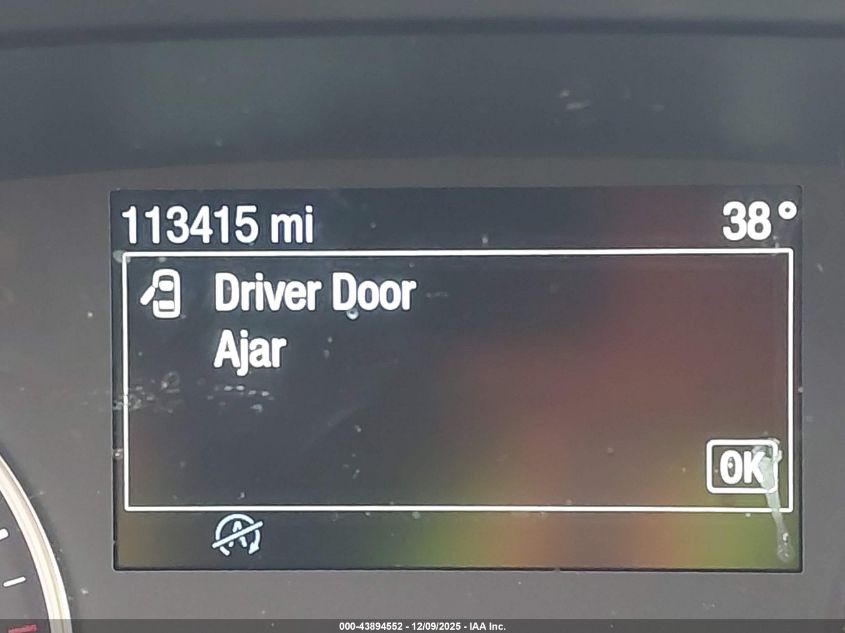 113415 mi 38°
Driver Door
Ajar
OK
A
000-43894552 - 12/09/2025 - IAA Inc.